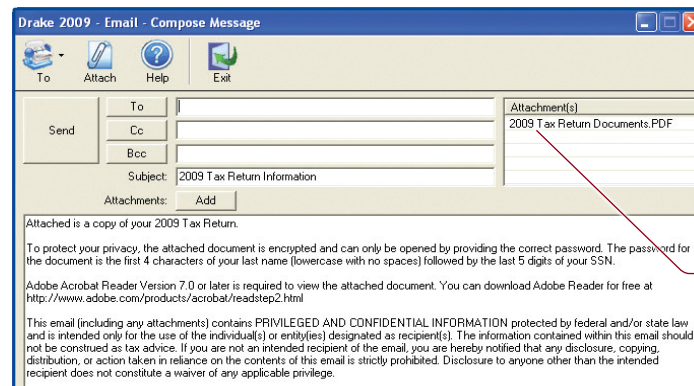 Drake 2009 - Email - Compose Message
To Attach Help Exit
Send
To
Cc
Bcc
Subject: 2009 Tax Return Information
Attachments: Add
Attachment(s)
2009 Tax Return Documents.PDF
Attached is a copy of your 2009 Tax Return.
To protect your privacy, the attached document is encrypted and can only be opened by providing the correct password. The password for
the document is the first 4 characters of your last name (lowercase with no spaces) followed by the last 5 digits of your SSN.
Adobe Acrobat Reader Version 7.0 or later is required to view the attached document. You can download Adobe Reader for free at
http://www.adobe.com/products/acrobat/readstep2.html
This email (including any attachments) contains PRIVILEGED AND CONFIDENTIAL INFORMATION protected by federal and/or state law
and is intended only for the use of the individual(s) or entity(ies) designated as recipient(s). The information contained within this email should
not be construed as tax advice. If you are not an intended recipient of the email, you are hereby notified that any disclosure, copying,
distribution, or action taken in reliance on the contents of this email is strictly prohibited. Disclosure to anyone other than the intended
recipient does not constitute a waiver of any applicable privilege.